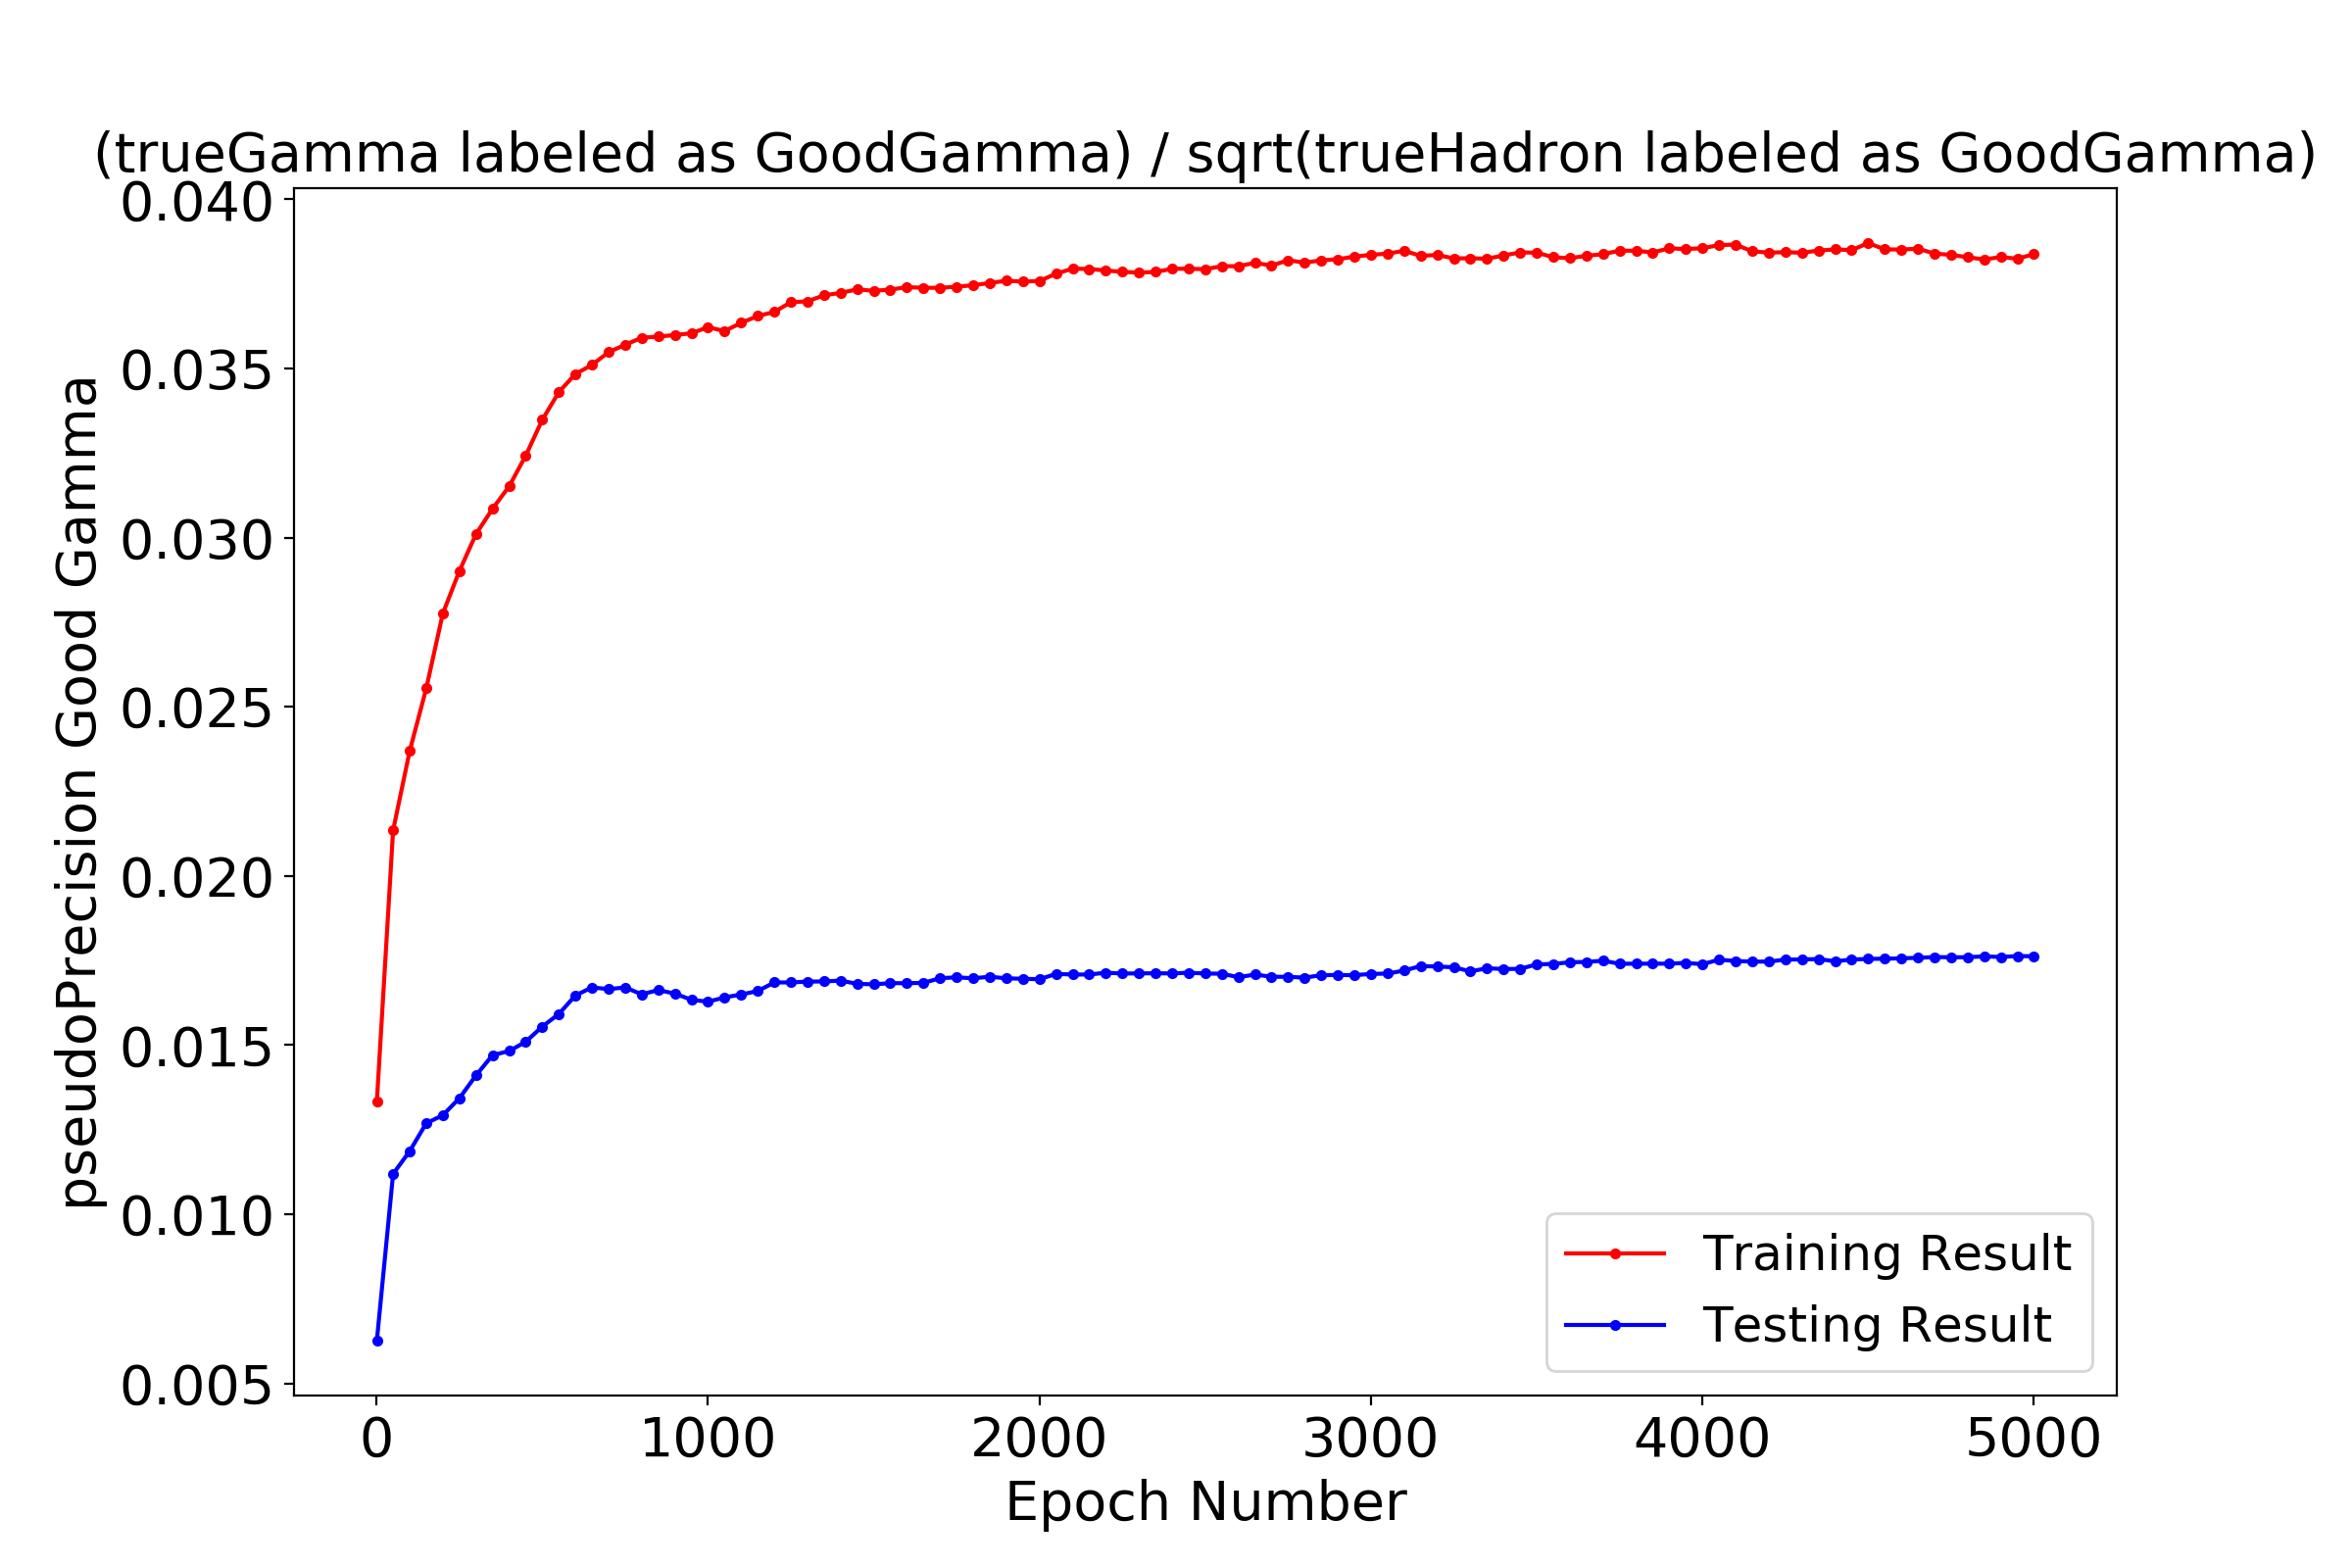 (trueGamma labeled as GoodGamma) / sqrt(trueHadron labeled as GoodGamma)
pseudoPrecision Good Gamma
0.040
0.035
0.030
0.025
0.020
0.015
0.010
0.005
Training Result
Testing Result
0 1000 2000 3000 4000 5000
Epoch Number